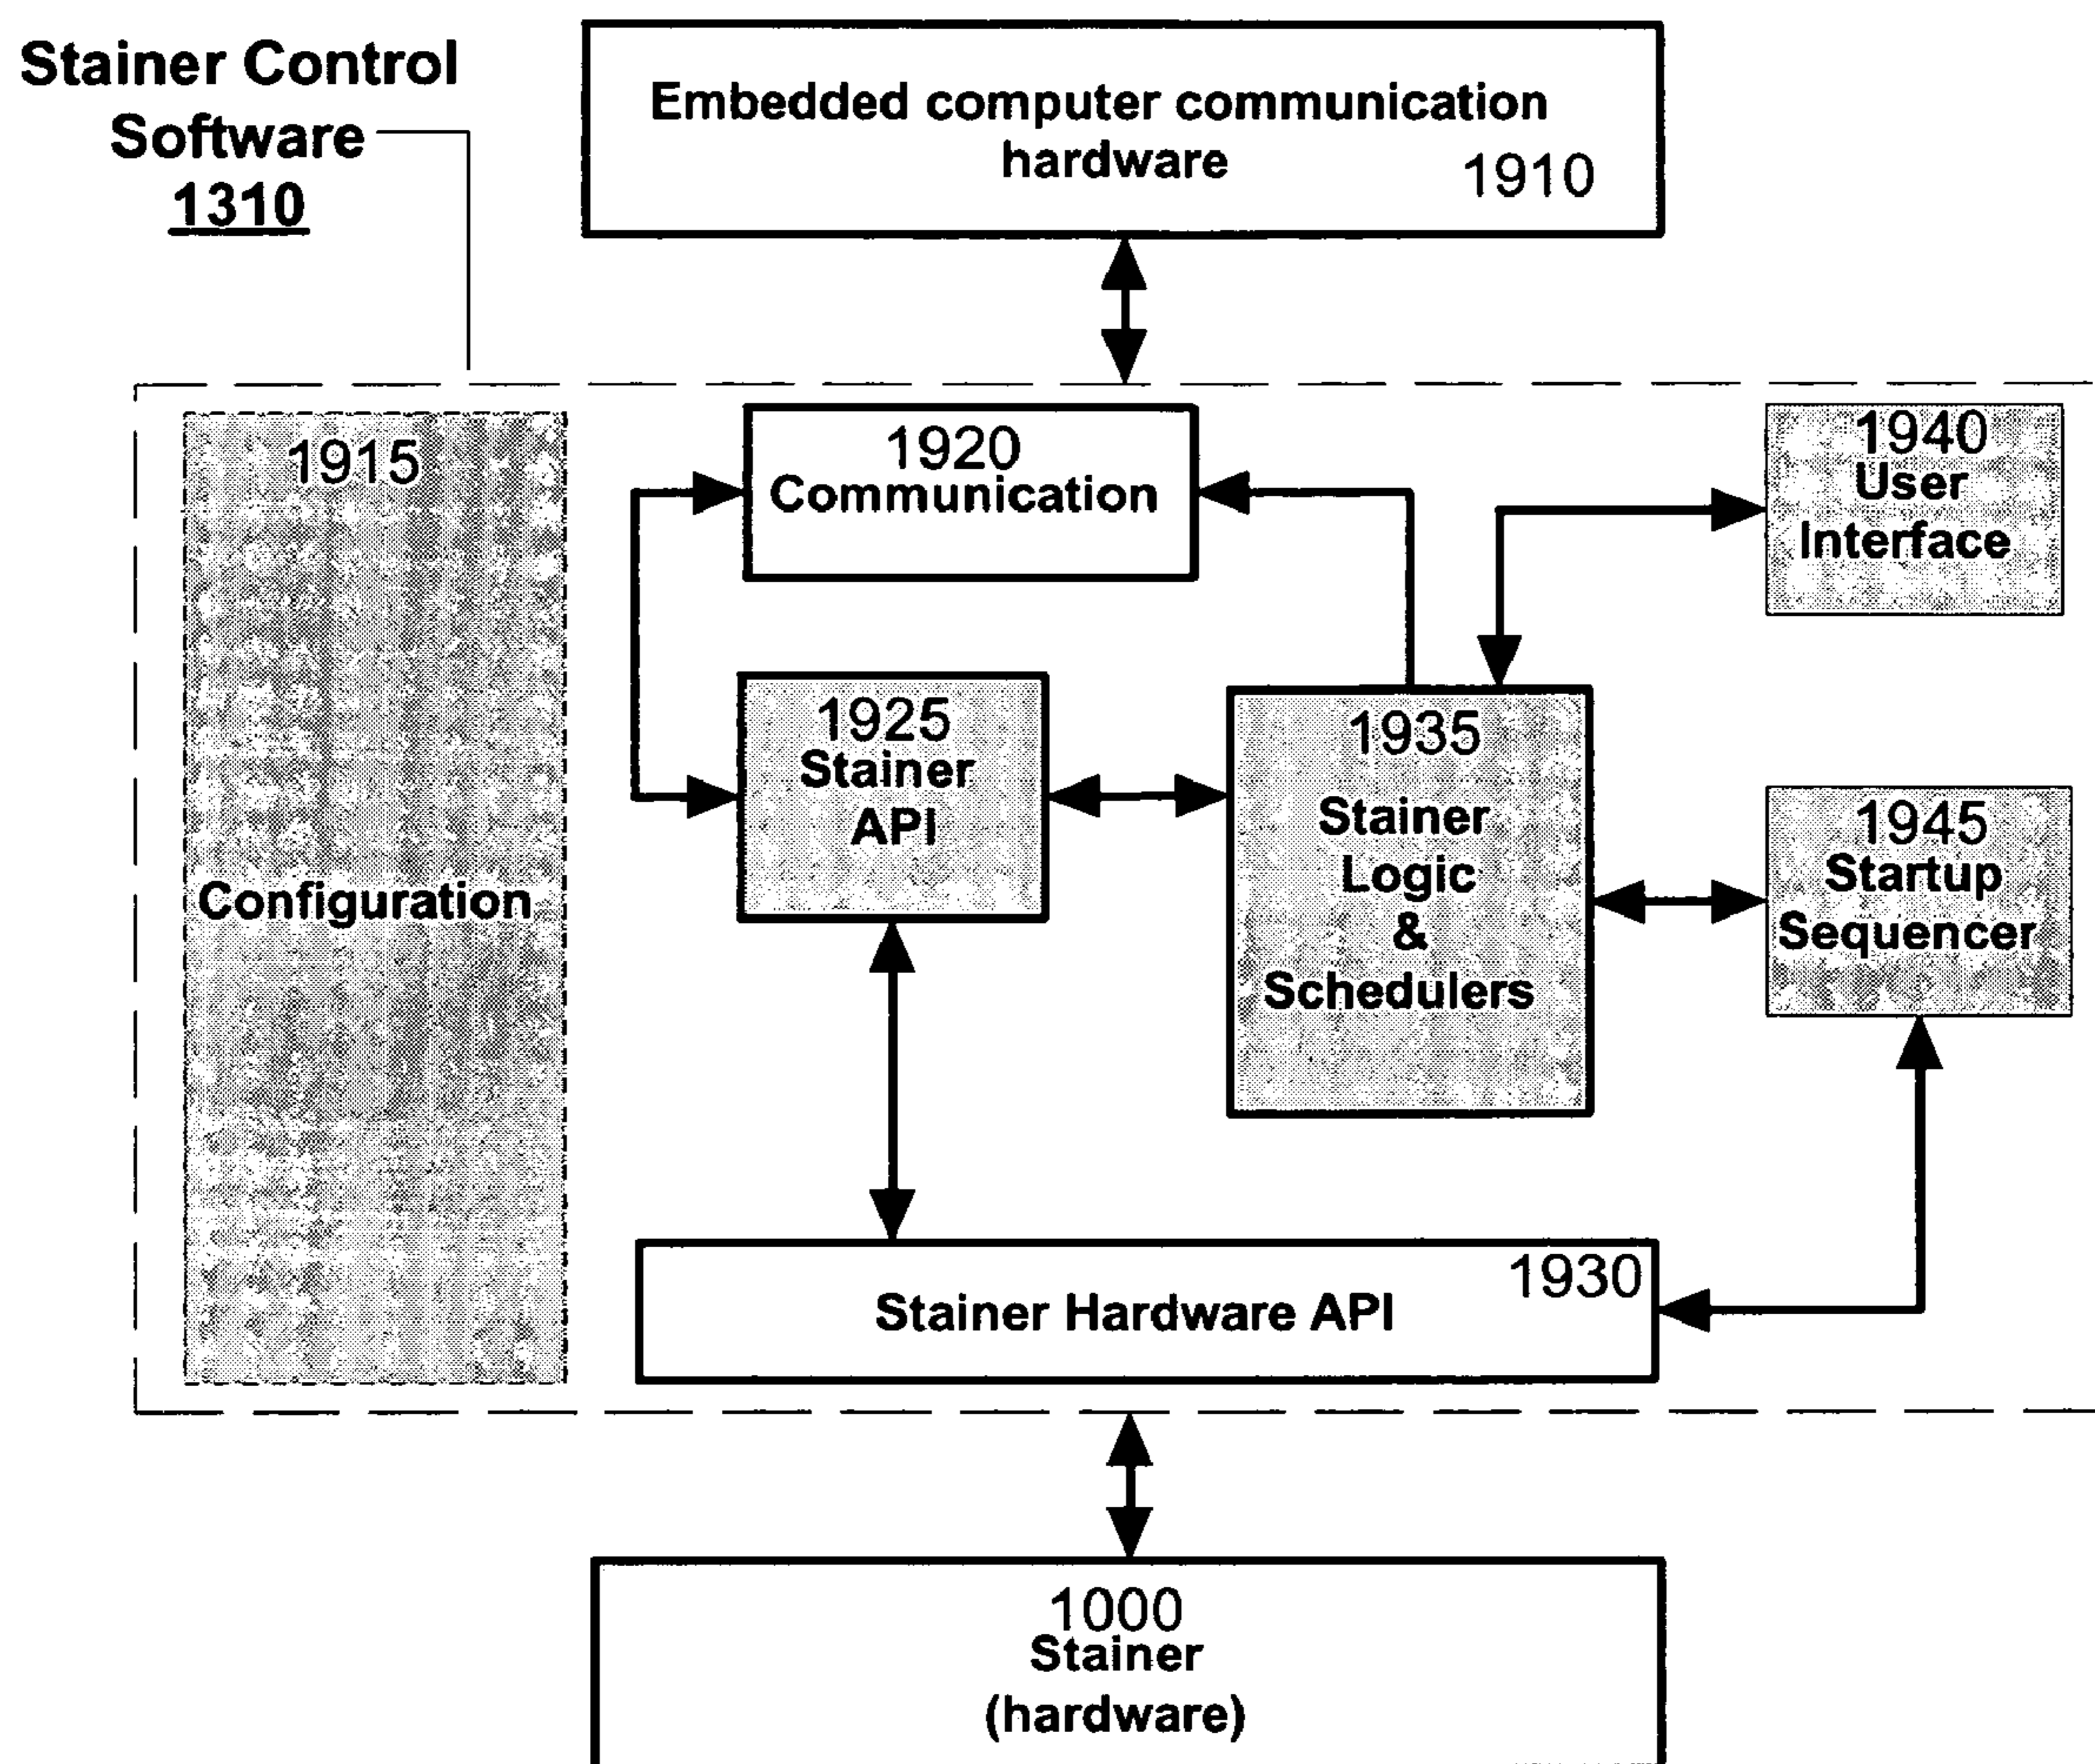 Stainer Control
Software
1310
Embedded computer communication
hardware
1910
1915
Configuration
1920
Communication
1940
User
Interface
1925
Stainer
API
1935
Stainer
Logic
&
Schedulers
1945
Startup
Sequencer
1930
Stainer Hardware API
1000
Stainer
(hardware)